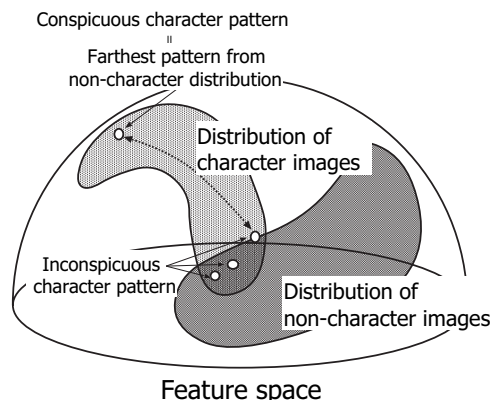 Conspicuous character pattern
=
Farthest pattern from
non-character distribution
Distribution of
character images
Inconspicuous
character pattern
Distribution of
non-character images
Feature space